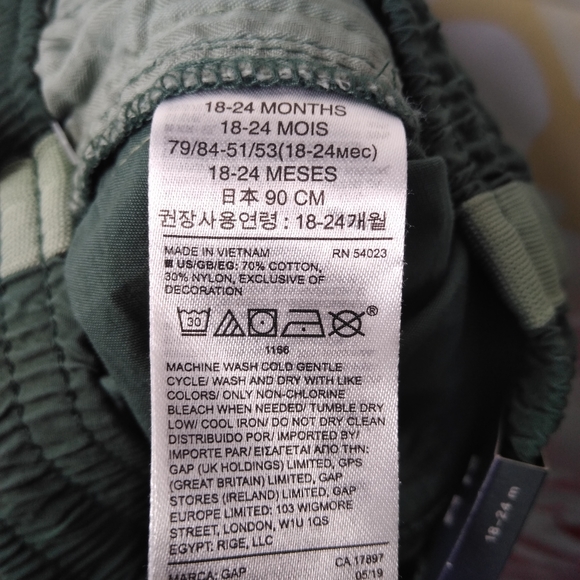 18-24 MONTHS
18-24 MOIS
79/84-51/53(18-24мес)
18-24 MESES
日本 90 CM
권장사용연령 : 18-24개월
MADE IN VIETNAM RN 54023
■ US/GB/EG: 70% COTTON,
30% NYLON, EXCLUSIVE OF
DECORATION
30 ®
1166
MACHINE WASH COLD GENTLE
CYCLE/ WASH AND DRY WITH LIKE
COLORS/ ONLY NON-CHLORINE
BLEACH WHEN NEEDED/ TUMBLE DRY
LOW/ COOL IRON/ DO NOT DRY CLEAN
DISTRIBUIDO POR/ IMPORTED BY/
IMPORTE PAR/ ΕΙΣΑΓΕΤΑΙ ΑΠΟ ΤΗΝ:
GAP (UK HOLDINGS) LIMITED, GPS
(GREAT BRITAIN) LIMITED, GAP
STORES (IRELAND) LIMITED, GAP
EUROPE LIMITED: 103 WIGMORE
STREET, LONDON, W1U 1QS
EGYPT: RIGE, LLC
MARCA: GAP CA 17897
05/19
18-24 m